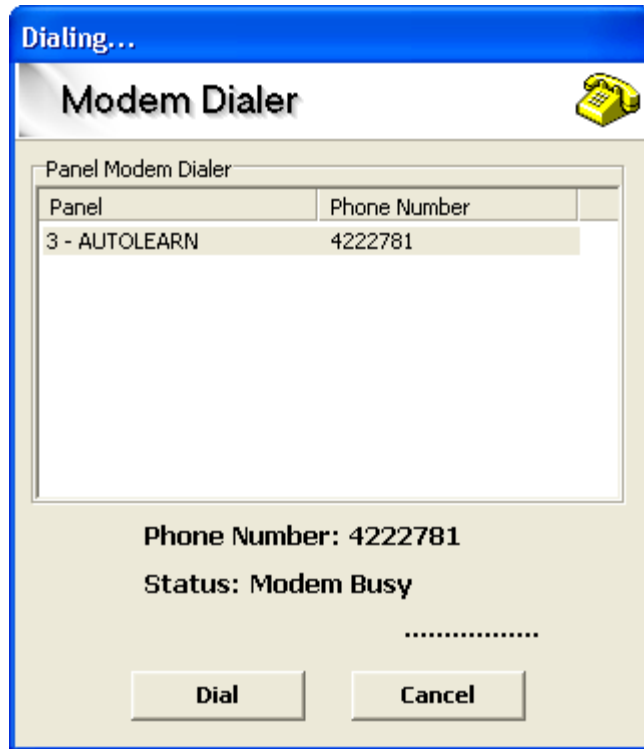 Dialing...
Modem Dialer
Panel Modem Dialer
Panel Phone Number
3 - AUTOLEARN 4222781
Phone Number: 4222781
Status: Modem Busy
.................
Dial Cancel